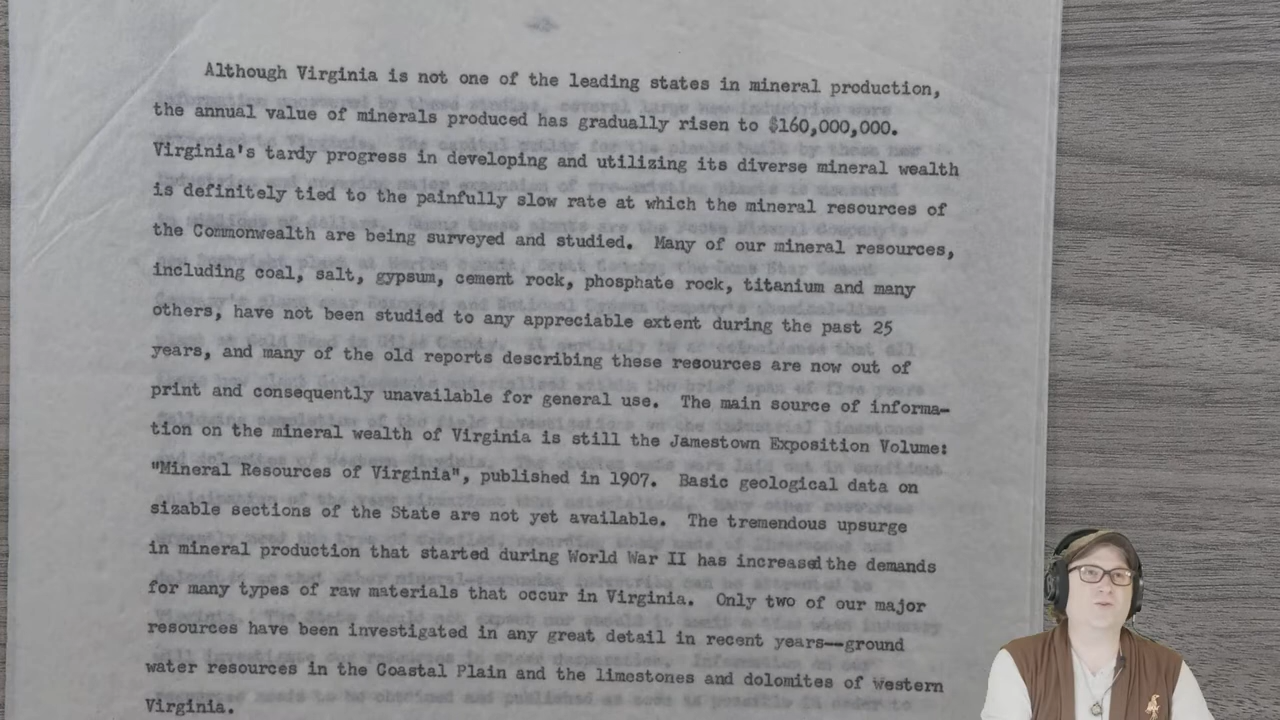 Although Virginia is not one of the leading states in mineral production,
the annual value of minerals produced has gradually risen to $160,000,000.
Virginia's tardy progress in developing and utilizing its diverse mineral wealth
is definitely tied to the painfully slow rate at which the mineral resources of
the Commonwealth are being surveyed and studied. Many of our mineral resources,
including coal, salt, gypsum, cement rock, phosphate rock, titanium and many
others, have not been studied to any appreciable extent during the past 25
years, and many of the old reports describing these resources are now out of
print and consequently unavailable for general use. The main source of informa-
tion on the mineral wealth of Virginia is still the Jamestown Exposition Volume:
"Mineral Resources of Virginia", published in 1907. Basic geological data on
sizable sections of the State are not yet available. The tremendous upsurge
in mineral production that started during World War II has increased the demands
for many types of raw materials that occur in Virginia. Only two of our major
resources have been investigated in any great detail in recent years--ground
water resources in the Coastal Plain and the limestones and dolomites of western
Virginia.